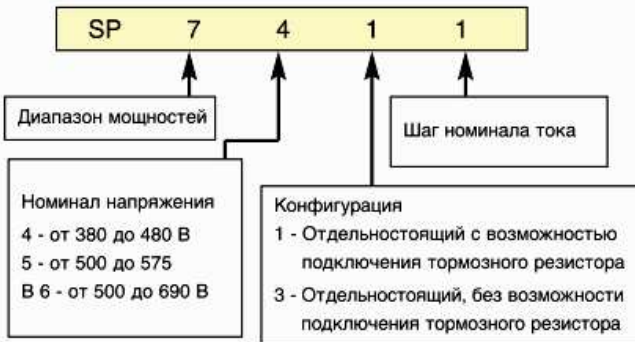 SP 7 4 1 1
Диапазон мощностей
Шаг номинала тока
Номинал напряжения
4 - от 380 до 480 В
5 - от 500 до 575
В 6 - от 500 до 690 В
Конфигурация
1 - Отдельностоящий с возможностью
подключения тормозного резистора
3 - Отдельностоящий, без возможности
подключения тормозного резистора